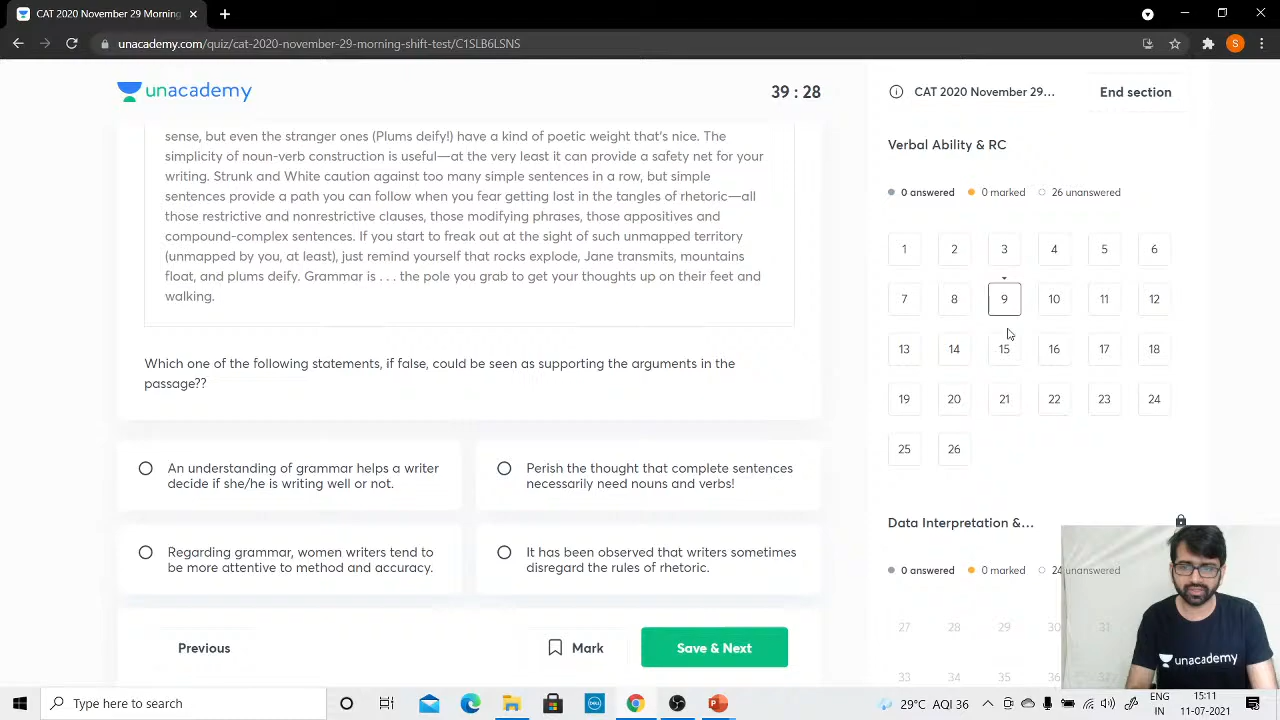 CAT 2020 November 29 Morning
unacademy.com/quiz/cat-2020-november-29-morning-shift-test/C1SLB6LSNS
S
unacademy
39 : 28
CAT 2020 November 29...
End section
sense, but even the stranger ones (Plums deify!) have a kind of poetic weight that's nice. The
simplicity of noun-verb construction is useful—at the very least it can provide a safety net for your
writing. Strunk and White caution against too many simple sentences in a row, but simple
sentences provide a path you can follow when you fear getting lost in the tangles of rhetoric—all
those restrictive and nonrestrictive clauses, those modifying phrases, those appositives and
compound-complex sentences. If you start to freak out at the sight of such unmapped territory
(unmapped by you, at least), just remind yourself that rocks explode, Jane transmits, mountains
float, and plums deify. Grammar is . . . the pole you grab to get your thoughts up on their feet and
walking.
Which one of the following statements, if false, could be seen as supporting the arguments in the
passage??
An understanding of grammar helps a writer
decide if she/he is writing well or not.
Perish the thought that complete sentences
necessarily need nouns and verbs!
Regarding grammar, women writers tend to
be more attentive to method and accuracy.
It has been observed that writers sometimes
disregard the rules of rhetoric.
Previous
Mark
Save & Next
Verbal Ability & RC
0 answered 0 marked 26 unanswered
1 2 3 4 5 6
7 8 9 10 11 12
13 14 15 16 17 18
19 20 21 22 23 24
25 26
Data Interpretation &...
0 answered 0 marked 24 unanswered
27 28 29 30 31
33 34 35 36 37
unacademy
Type here to search
DELL
29°C AQI 36
ENG
IN
15:11
11-07-2021